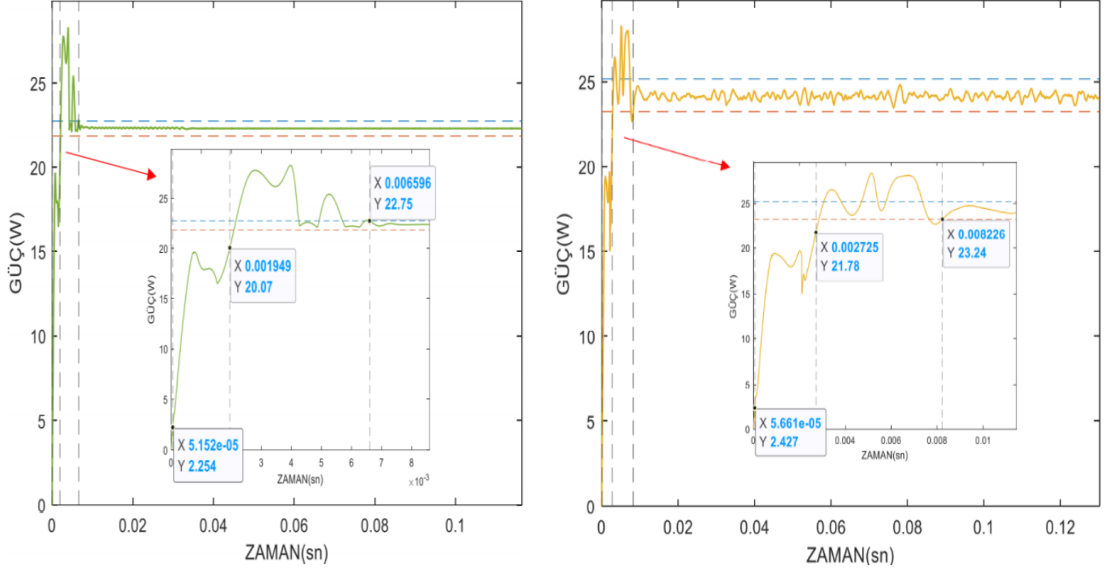 GÜÇ(W)
25
20
15
10
5
0
0
0.02
0.04
0.06
0.08
0.1
ZAMAN(sn)
GÜÇ(W)
25
20
15
10
5
0
3
4
5
6
7
8
×10⁻³
ZAMAN(sn)
X 0.006596
Y 22.75
X 0.001949
Y 20.07
X 5.152e-05
Y 2.254
GÜÇ(W)
25
20
15
10
5
0
0
0.02
0.04
0.06
0.08
0.1
0.12
ZAMAN(sn)
GÜÇ(W)
25
20
15
10
5
0
0.004
0.006
0.008
0.01
ZAMAN(sn)
X 0.002725
Y 21.78
X 0.008226
Y 23.24
X 5.661e-05
Y 2.427